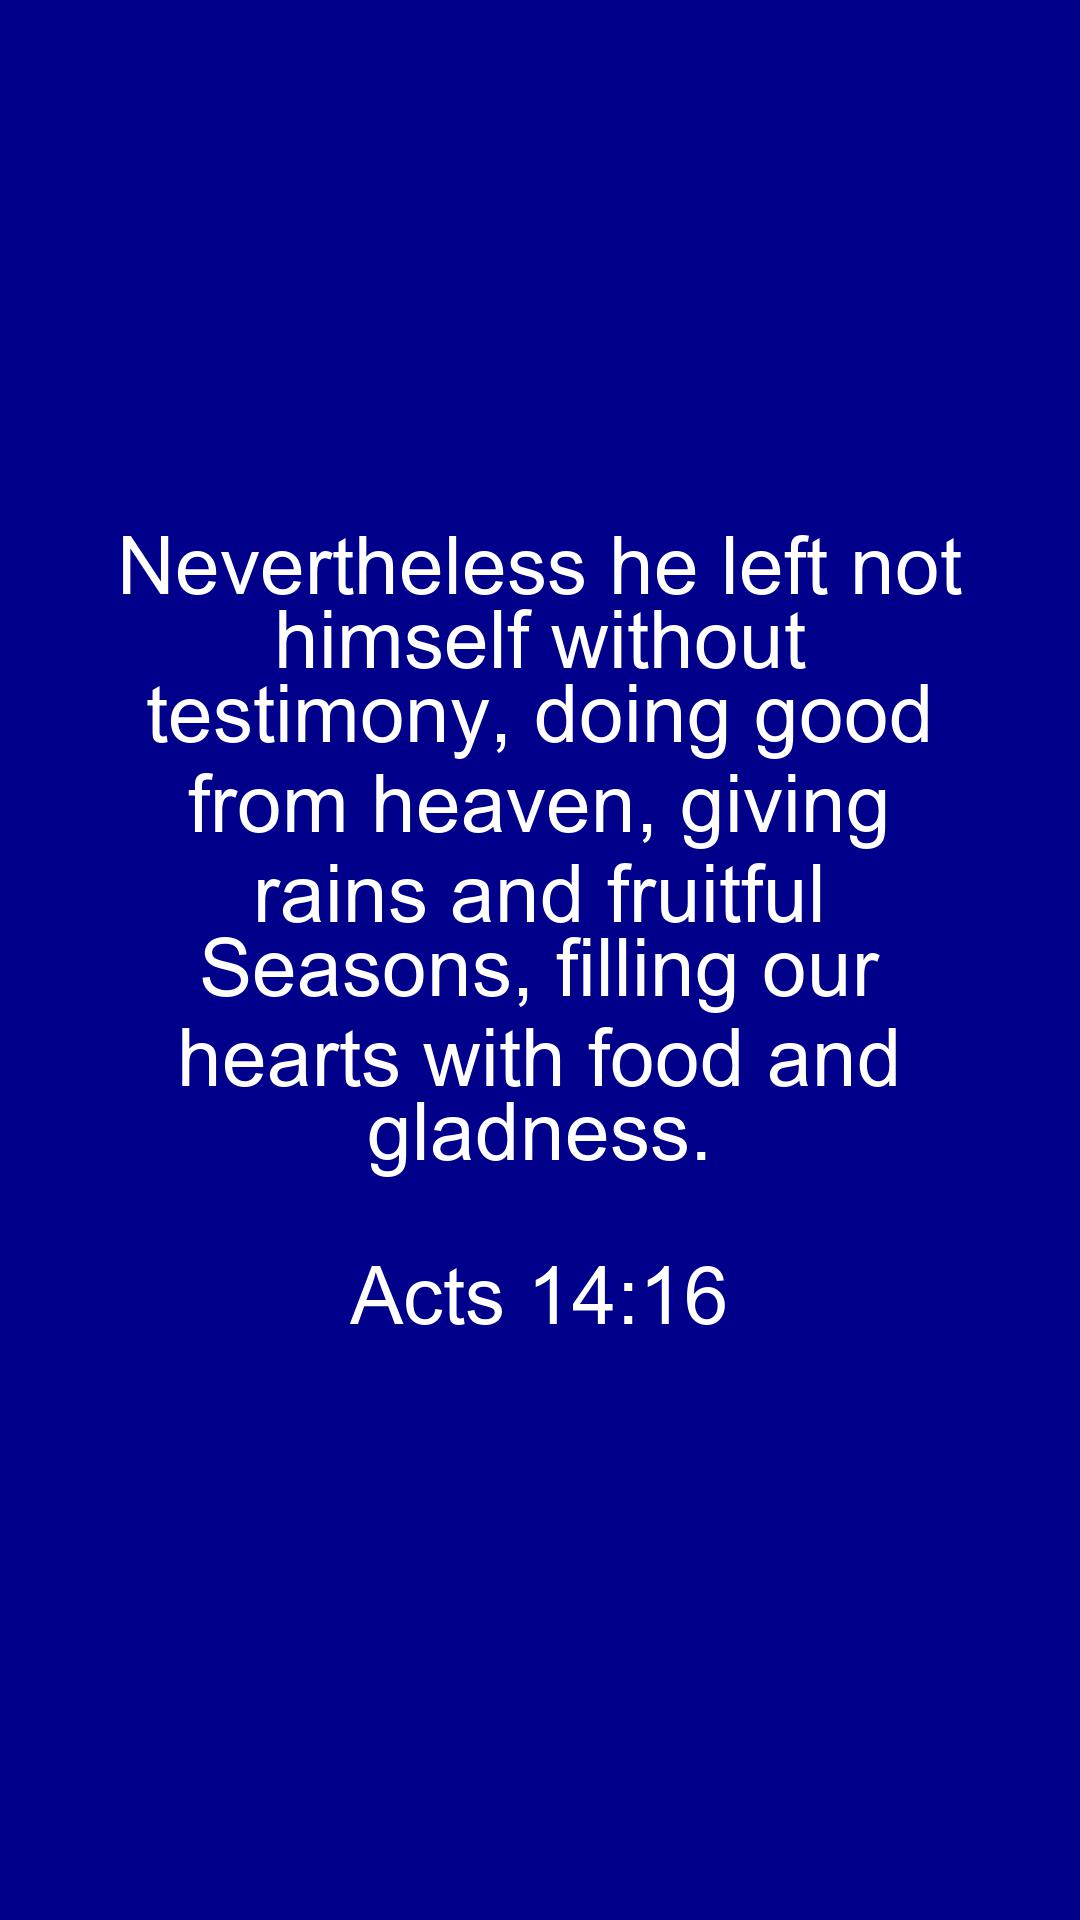 Nevertheless he left not
himself without
testimony, doing good
from heaven, giving
rains and fruitful
Seasons, filling our
hearts with food and
gladness.
Acts 14:16